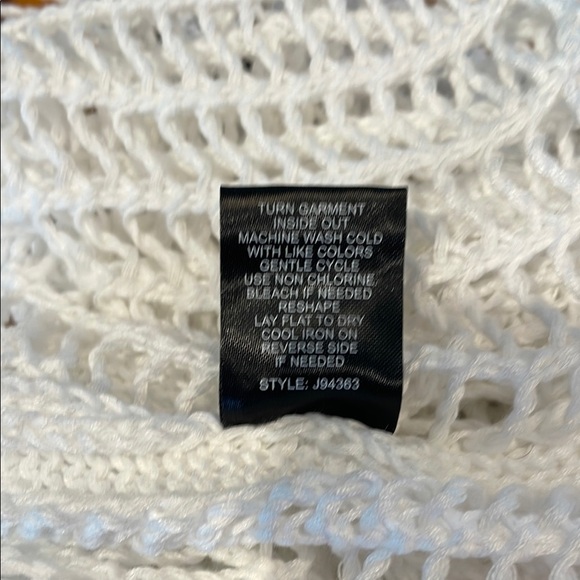 TURN GARMENT
INSIDE OUT
MACHINE WASH COLD
WITH LIKE COLORS
GENTLE CYCLE
USE NON CHLORINE
BLEACH IF NEEDED
RESHAPE
LAY FLAT TO DRY
COOL IRON ON
REVERSE SIDE
IF NEEDED
STYLE: J94363